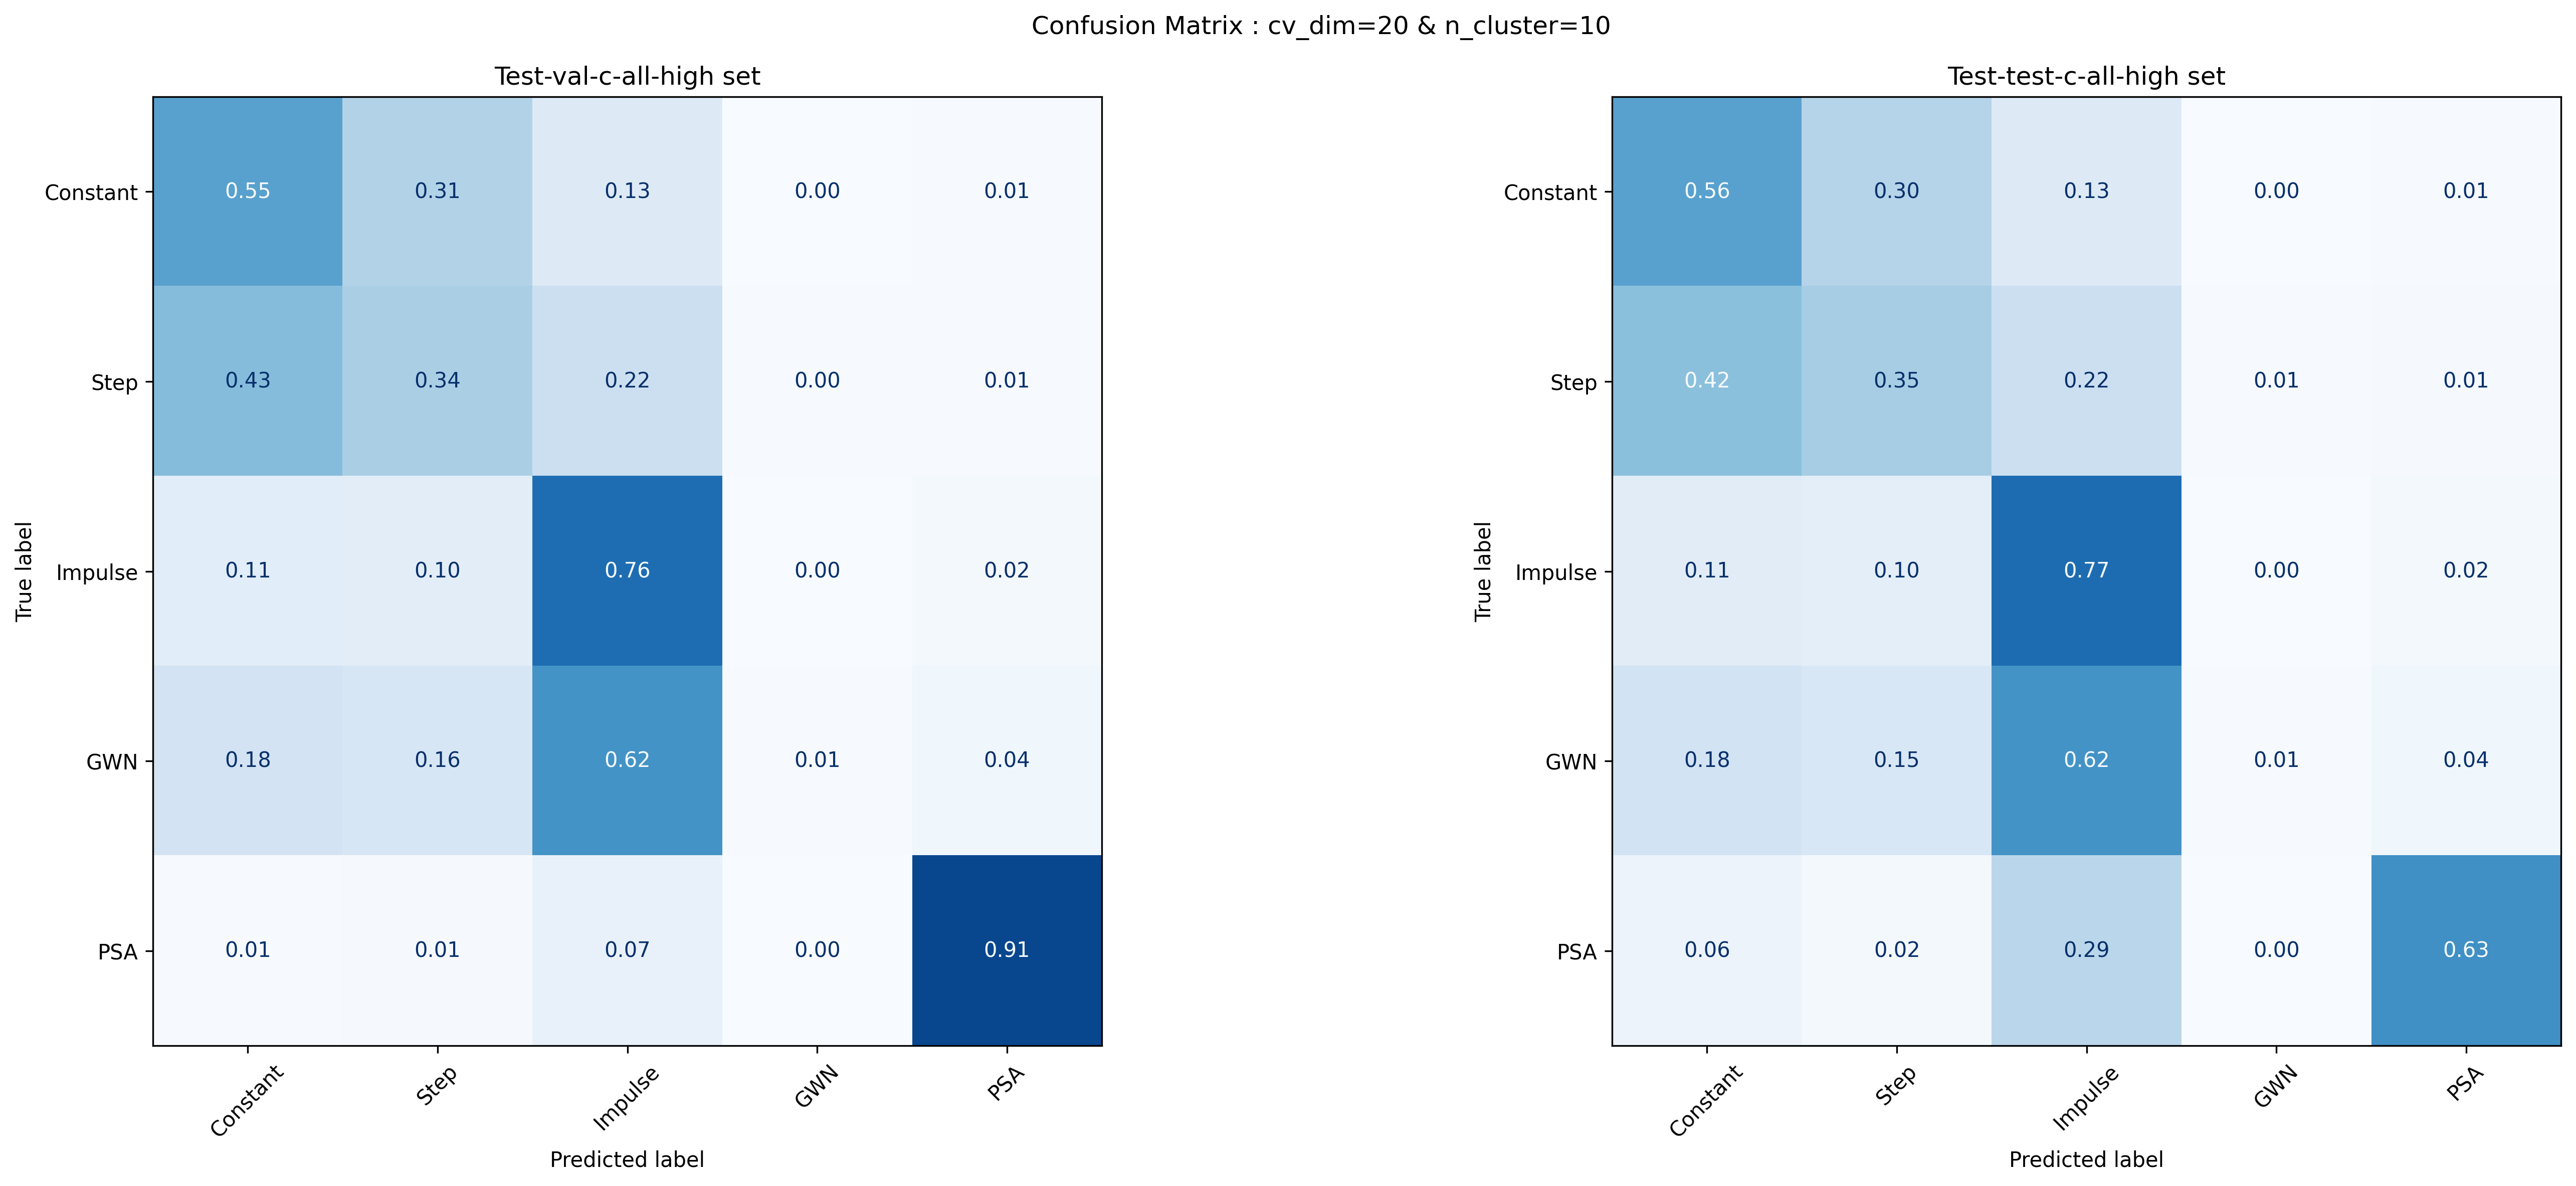 Confusion Matrix : cv_dim=20 & n_cluster=10
Test-val-c-all-high set
True label
Constant 0.55 0.31 0.13 0.00 0.01
Step 0.43 0.34 0.22 0.00 0.01
Impulse 0.11 0.10 0.76 0.00 0.02
GWN 0.18 0.16 0.62 0.01 0.04
PSA 0.01 0.01 0.07 0.00 0.91
Constant Step Impulse GWN PSA
Predicted label
Test-test-c-all-high set
True label
Constant 0.56 0.30 0.13 0.00 0.01
Step 0.42 0.35 0.22 0.01 0.01
Impulse 0.11 0.10 0.77 0.00 0.02
GWN 0.18 0.15 0.62 0.01 0.04
PSA 0.06 0.02 0.29 0.00 0.63
Constant Step Impulse GWN PSA
Predicted label